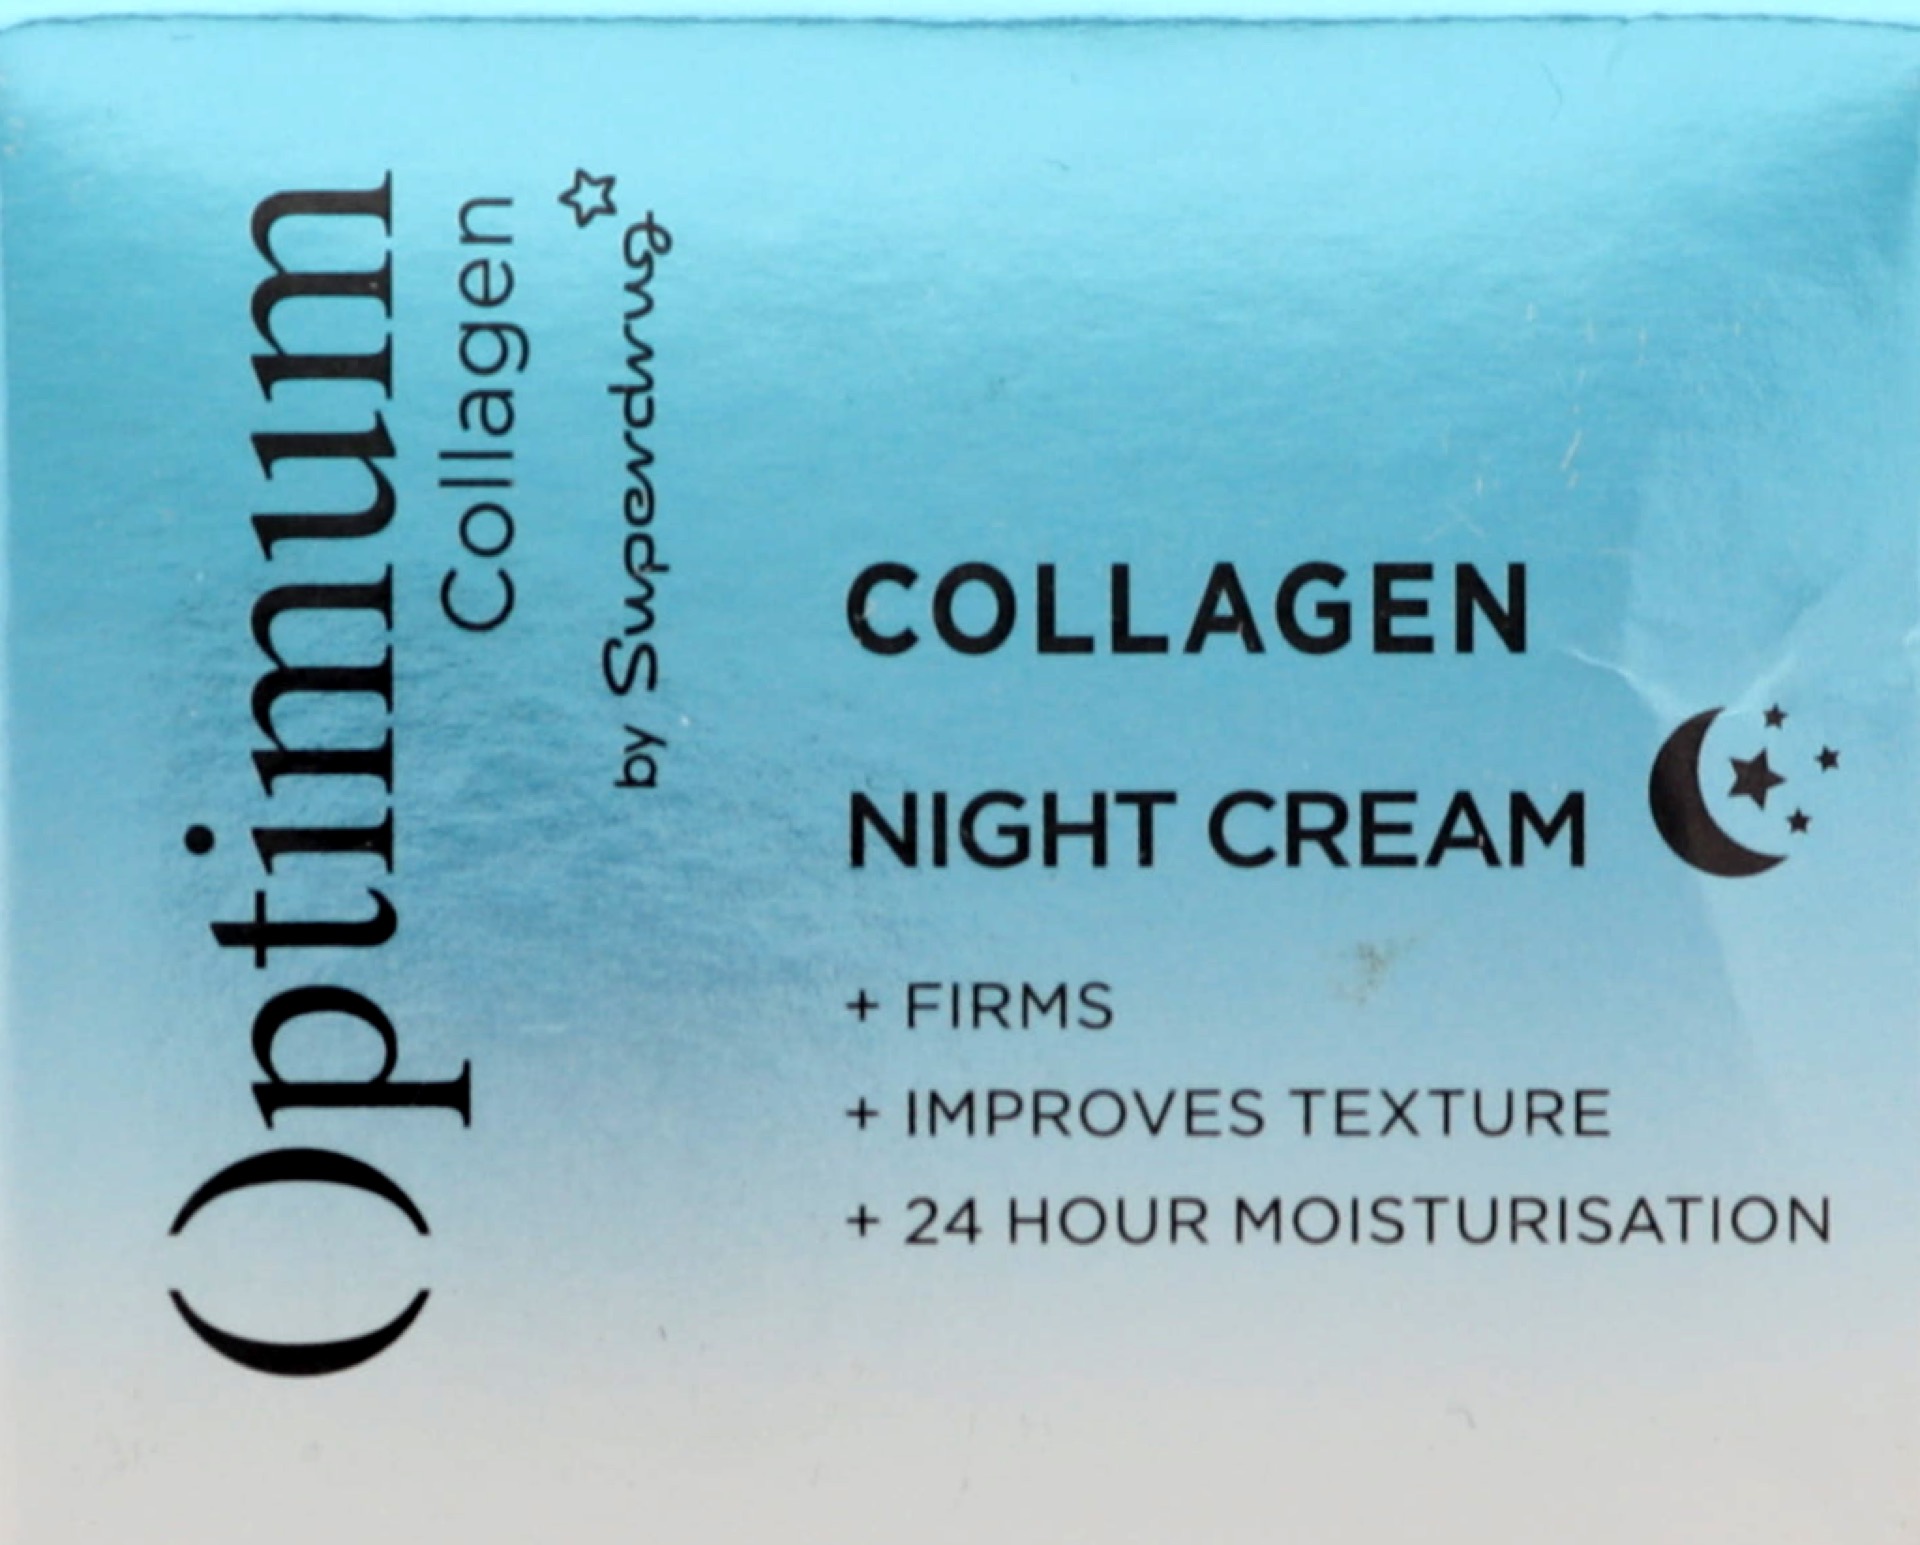 Optimum
Collagen
by Superdrug
COLLAGEN
NIGHT CREAM
+ FIRMS
+ IMPROVES TEXTURE
+ 24 HOUR MOISTURISATION